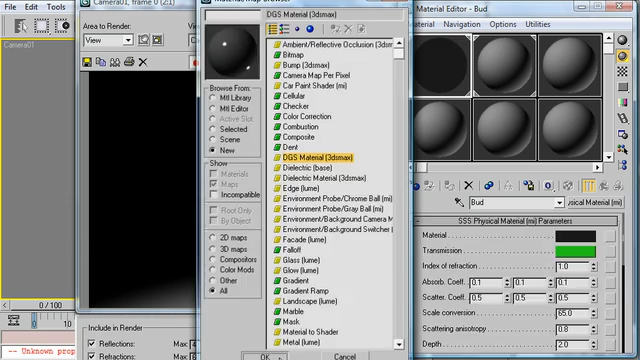 Edit Tools
Camera01
Camera01, frame 0 (1:1)
Area to Render:
View
0 / 100
0
10
Unknown prop
Include in Render
Reflections:
Refractions:
DGS Material (3dsmax)
Browse From:
Mtl Library
Mtl Editor
Active Slot
Selected
Scene
New
Show
Materials
Maps
Incompatible
Root Only
By Object
2D maps
3D maps
Compositors
Color Mods
Other
All
Ambient/Reflective Occlusion (3dsmax)
Bitmap
Bump (3dsmax)
Camera Map Per Pixel
Car Paint Shader (mi)
Cellular
Checker
Color Correction
Combustion
Composite
Dent
DGS Material (3dsmax)
Dielectric (base)
Dielectric Material (3dsmax)
Edge (lume)
Environment Probe/Chrome Ball (mi)
Environment Probe/Gray Ball (mi)
Environment/Background Camera M
Environment/Background Switcher (
Facade (lume)
Falloff
Glass (lume)
Glow (lume)
Gradient
Gradient Ramp
Landscape (lume)
Marble
Mask
Material to Shader
Metal (lume)
OK
Cancel
Material Editor - Bud
Material Navigation Options Utilities
Bud
Physical Material (mi)
SSS Physical Material (mi) Parameters
Material
Transmission
Index of refraction 1.0
Absorb. Coeff. 0.1 0.1 0.1
Scatter. Coeff. 0.5 0.5 0.5
Scale conversion 65.0
Scattering anisotropy 0.8
Depth 2.0